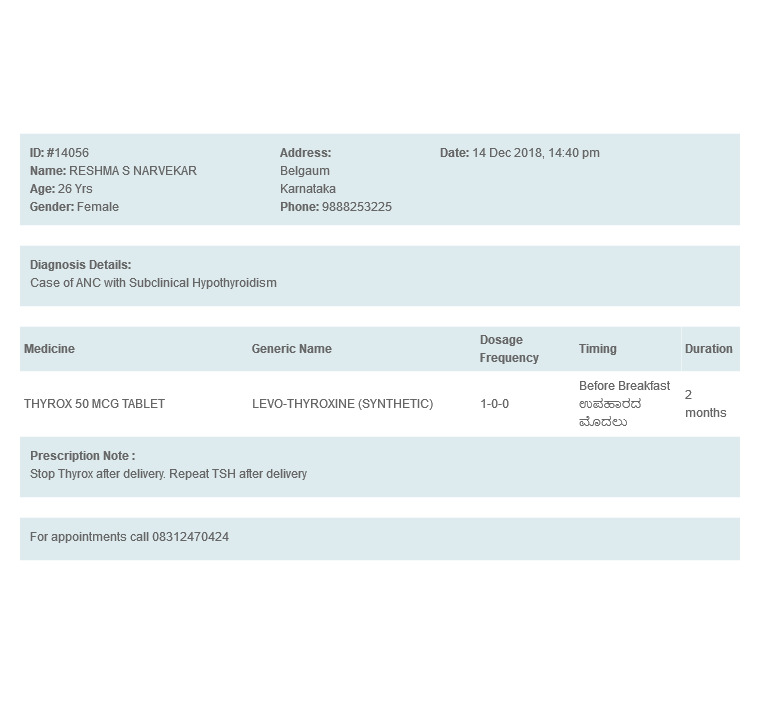 ID: #14056
Name: RESHMA S NARVEKAR
Age: 26 Yrs
Gender: Female
Address:
Belgaum
Karnataka
Phone: 9888253225
Date: 14 Dec 2018, 14:40 pm
Diagnosis Details:
Case of ANC with Subclinical Hypothyroidism
Medicine
Generic Name
Dosage
Frequency
Timing
Duration
THYROX 50 MCG TABLET
LEVO-THYROXINE (SYNTHETIC)
1-0-0
Before Breakfast
ಉಪಹಾರದ
ಮೊದಲು
2
months
Prescription Note :
Stop Thyrox after delivery. Repeat TSH after delivery
For appointments call 08312470424